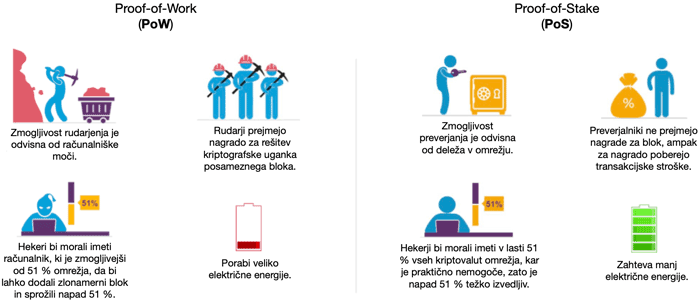 Proof-of-Work
(PoW)
Zmogljivost rudarjenja je
odvisna od računalniške
moči.
Rudarji prejmejo
nagrado za rešitev
kriptografske uganka
posameznega bloka.
51%
Hekeri bi morali imeti
računalnik, ki je zmogljivejši
od 51 % omrežja, da bi
lahko dodali zlonamerni blok
in sprožili napad 51 %.
Porabi veliko
električne energije.
Proof-of-Stake
(PoS)
Zmogljivost
preverjanja je odvisna
od deleža v omrežju.
%
Preverjalniki ne prejmejo
nagrade za blok, ampak
za nagrado poberejo
transakcijske stroške.
51%
Hekerji bi morali imeti v lasti 51
% vseh kriptovalut omrežja, kar
je praktično nemogoče, zato je
napad 51 % težko izvedljiv.
Zahteva manj
električne energije.